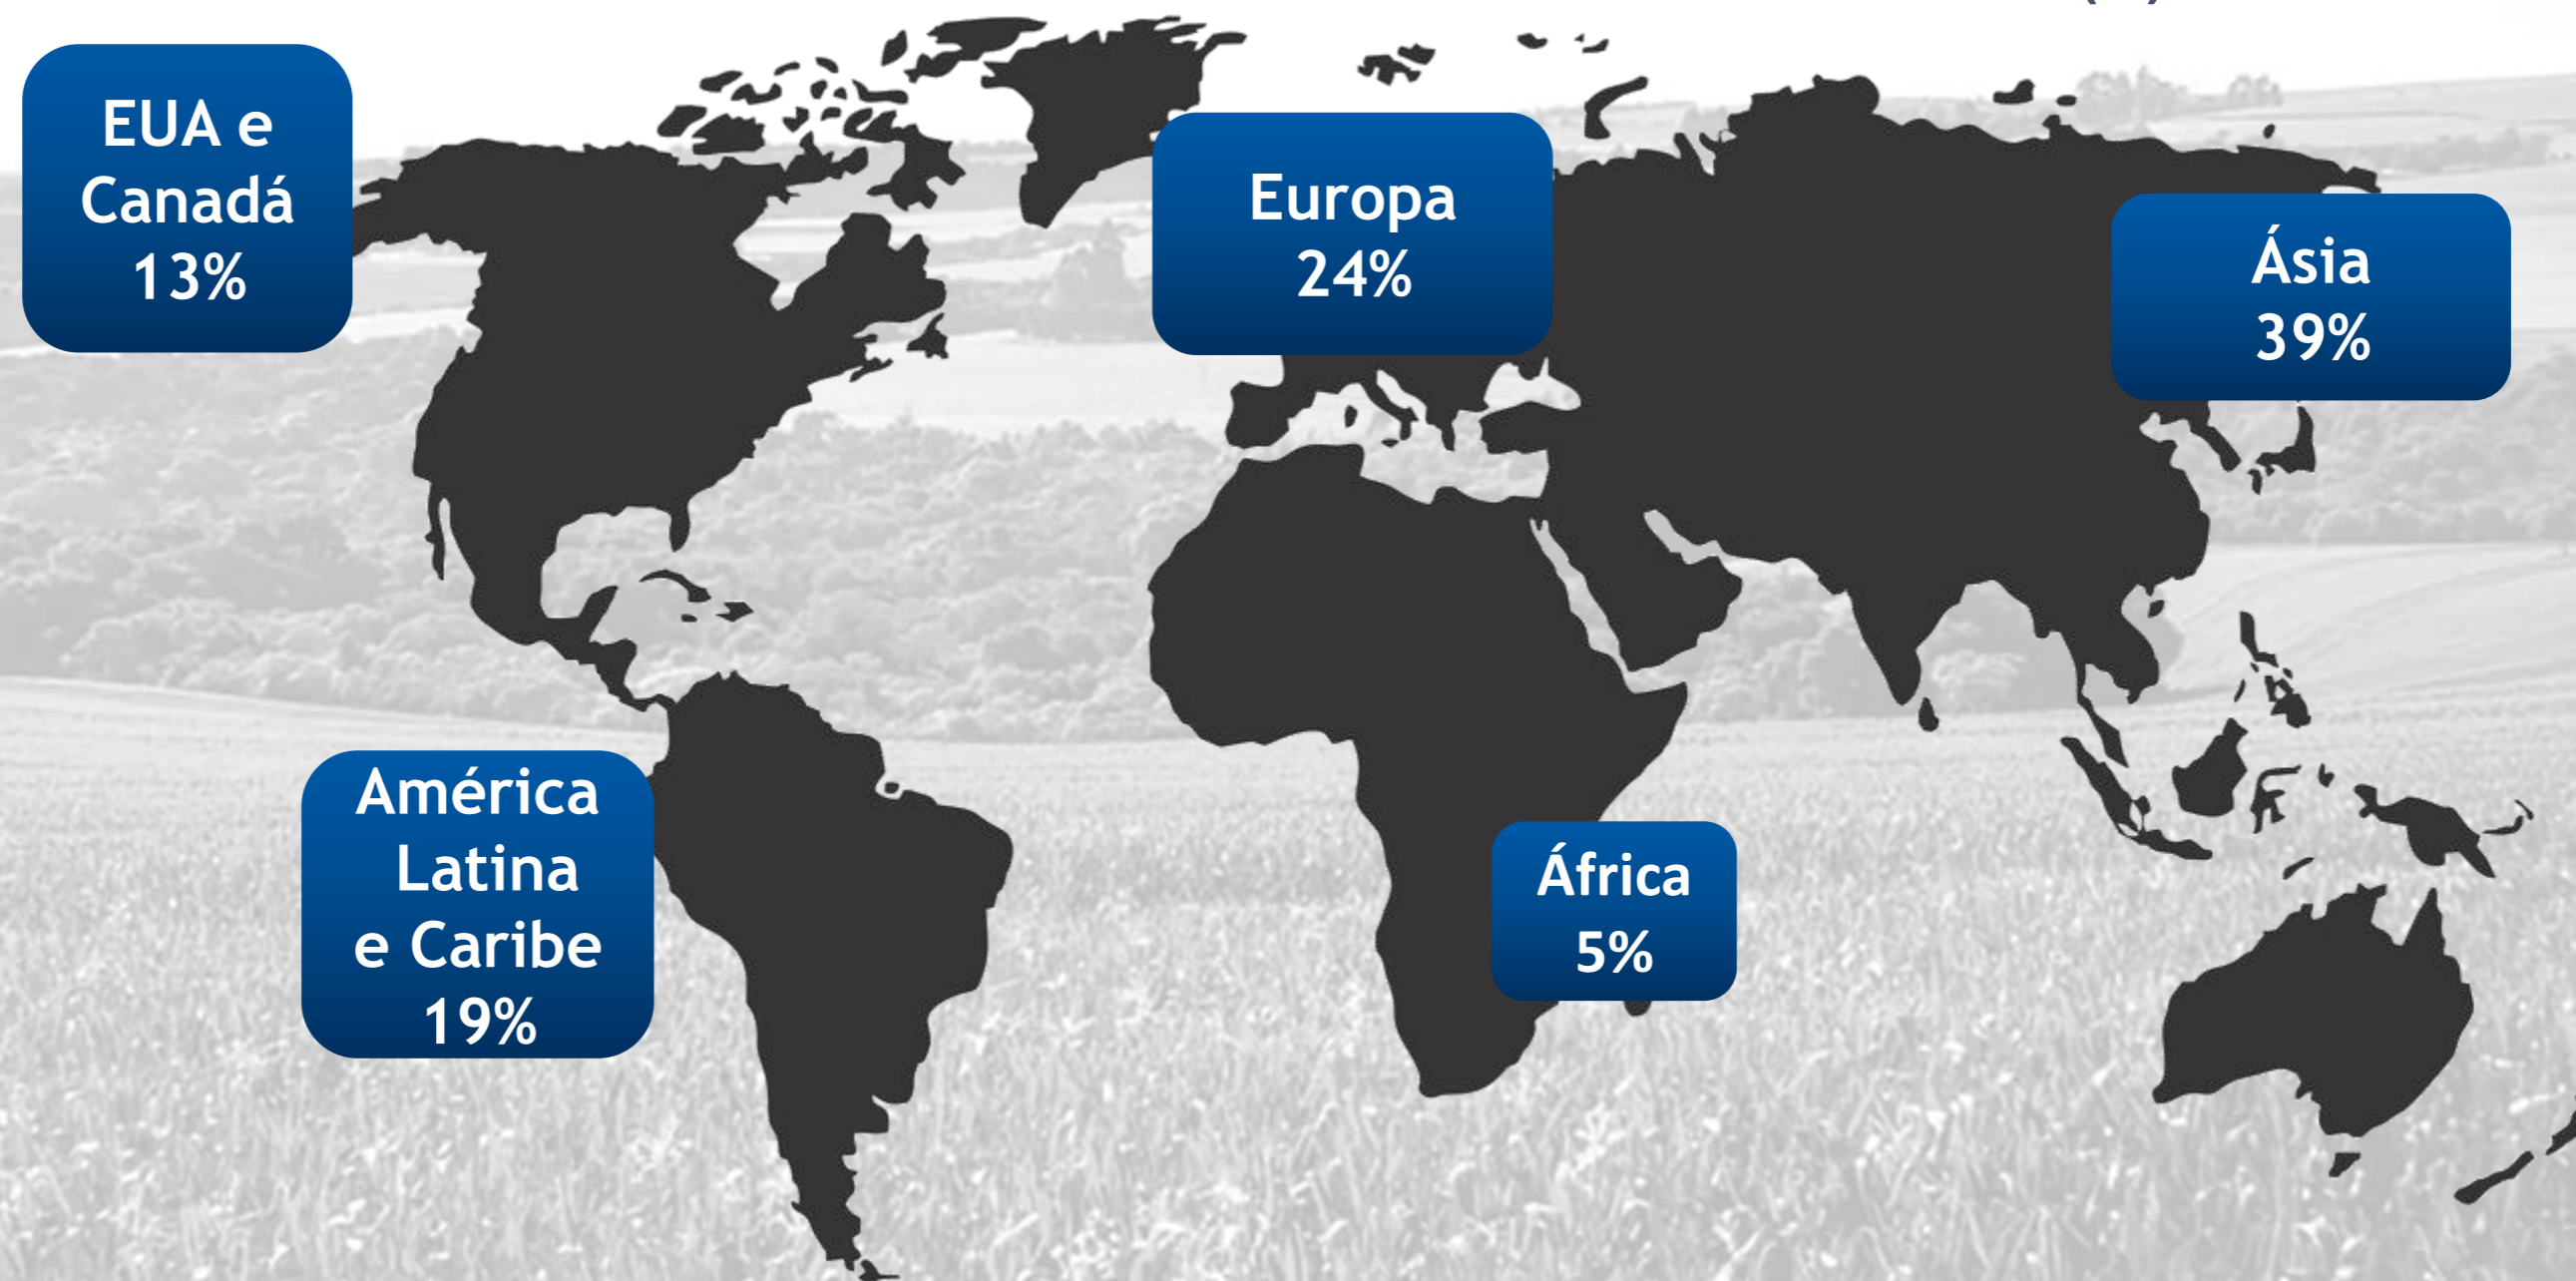 EUA e
Canadá
13%
Europa
24%
Ásia
39%
América
Latina
e Caribe
19%
África
5%